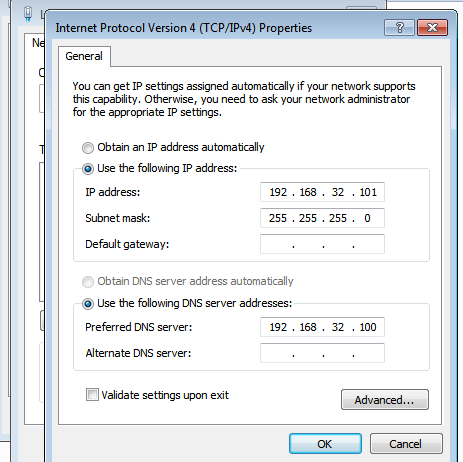 Internet Protocol Version 4 (TCP/IPv4) Properties
General
You can get IP settings assigned automatically if your network supports
this capability. Otherwise, you need to ask your network administrator
for the appropriate IP settings.
Obtain an IP address automatically
Use the following IP address:
IP address: 192 . 168 . 32 . 101
Subnet mask: 255 . 255 . 255 . 0
Default gateway: . . .
Obtain DNS server address automatically
Use the following DNS server addresses:
Preferred DNS server: 192 . 168 . 32 . 100
Alternate DNS server: . . .
Validate settings upon exit
Advanced...
OK Cancel